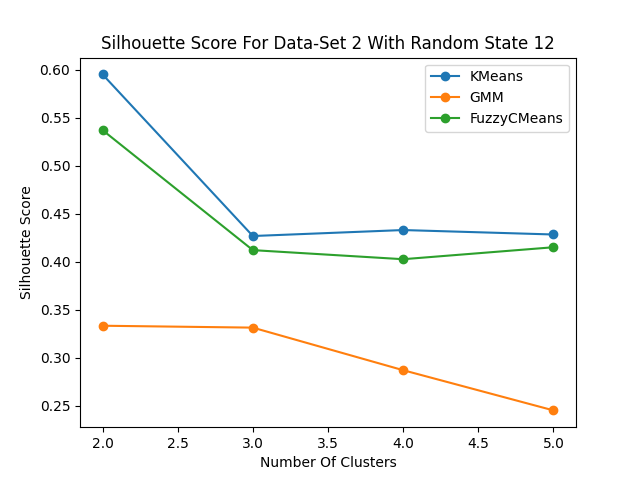 Silhouette Score For Data-Set 2 With Random State 12
KMeans
GMM
FuzzyCMeans
Silhouette Score
0.60
0.55
0.50
0.45
0.40
0.35
0.30
0.25
2.0 2.5 3.0 3.5 4.0 4.5 5.0
Number Of Clusters